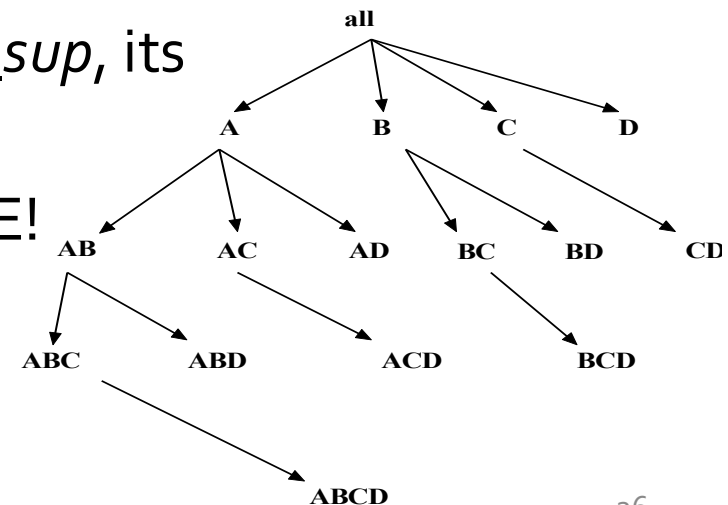 all
sup, its
A B C D
E!
AB AC AD BC BD CD
ABC ABD ACD BCD
ABCD